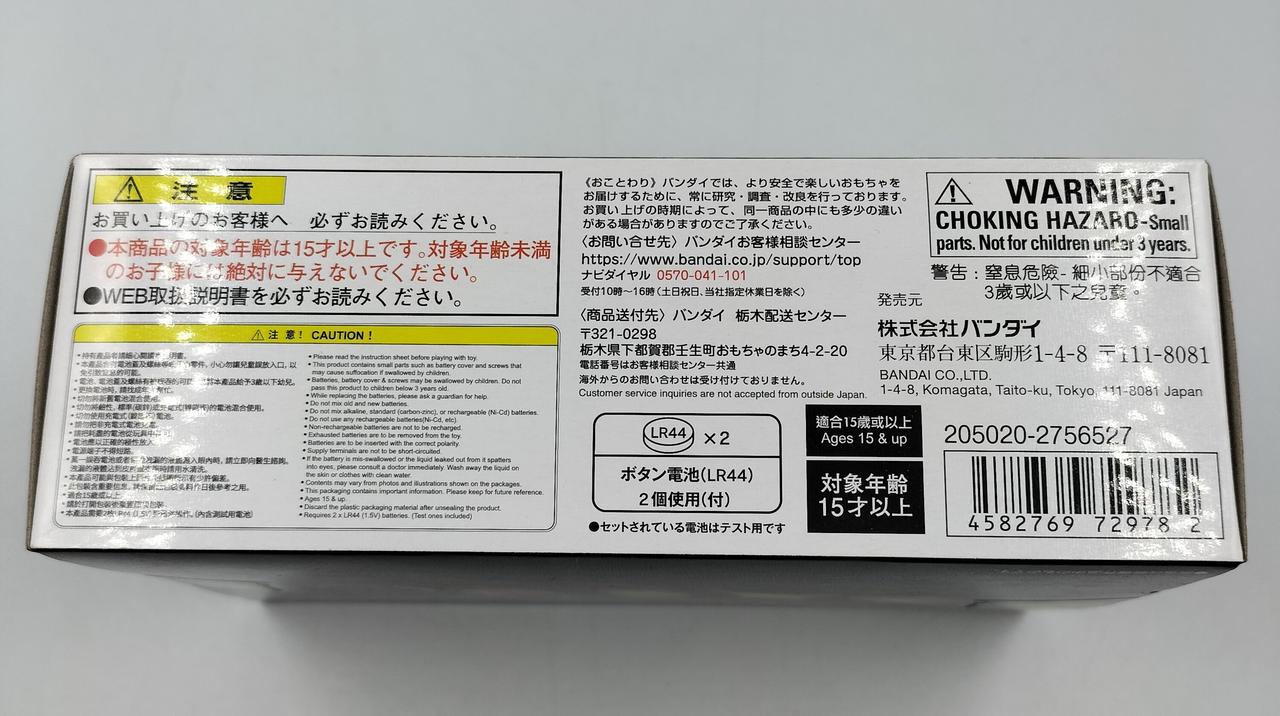 注 意
お買い上げのお客様へ 必ずお読みください。
●本商品の対象年齢は15才以上です。対象年齢未満
のお子様には絶対に与えないでください。
●WEB取扱説明書を必ずお読みください。
注 意! CAUTION!
•切勿將新舊電池混合使用。
•電源端子不得短路。
•適合15歲或以上。
• Please read the instruction sheet before playing with toy.
• This product contains small parts such as battery cover and screws that
may cause suffocation if swallowed by children.
• Batteries, battery cover & screws may be swallowed by children. Do not
pass this product to children below 3 years old.
• While replacing the batteries, please ask a guardian for help.
• Do not mix old and new batteries.
• Do not mix alkaline, standard (carbon-zinc), or rechargeable (Ni-Cd) batteries.
• Do not use any rechargeable batteries(Ni-Cd, etc).
• Non-rechargeable batteries are not to be recharged.
• Exhausted batteries are to be removed from the toy.
• Batteries are to be inserted with the correct polarity.
• Supply terminals are not to be short-circuited.
• If the battery is mis-swallowed or the liquid leaked out from it spatters
into eyes, please consult a doctor immediately. Wash away the liquid on
the skin or clothes with clean water.
• Contents may vary from photos and illustrations shown on the packages.
• This packaging contains important information. Please keep for future reference.
• Ages 15 & up.
• Discard the plastic packaging material after unsealing the product.
• Requires 2 x LR44 (1.5V) batteries. (Test ones included)
《おことわり》バンダイでは、より安全で楽しいおもちゃを
お届けするために、常に研究・調査・改良を行っております。
お買い上げの時期によって、同一商品の中にも多少の違い
がある場合がありますのでご了承ください。
〈お問い合せ先〉バンダイお客様相談センター
https://www.bandai.co.jp/support/top
ナビダイヤル 0570-041-101
受付10時~16時(土日祝日、当社指定休業日を除く)
〈商品送付先〉バンダイ 栃木配送センター
〒321-0298
栃木県下都賀郡壬生町おもちゃのまち4-2-20
電話番号はお客様相談センター共通
海外からのお問い合わせは受け付けておりません。
Customer service inquiries are not accepted from outside Japan.
LR44 ×2
ボタン電池(LR44)
2個使用(付)
●セットされている電池はテスト用です
適合15歲或以上
Ages 15 & up
対象年齢
15才以上
WARNING:
CHOKING HAZARD-Small
parts. Not for children under 3 years.
警告:窒息危險-細小部份不適合
3歲或以下之兒童。
発売元
株式会社バンダイ
東京都台東区駒形1-4-8 〒111-8081
BANDAI CO.,LTD.
1-4-8, Komagata, Taito-ku, Tokyo, 111-8081 Japan
205020-2756527
4582769 72978 2